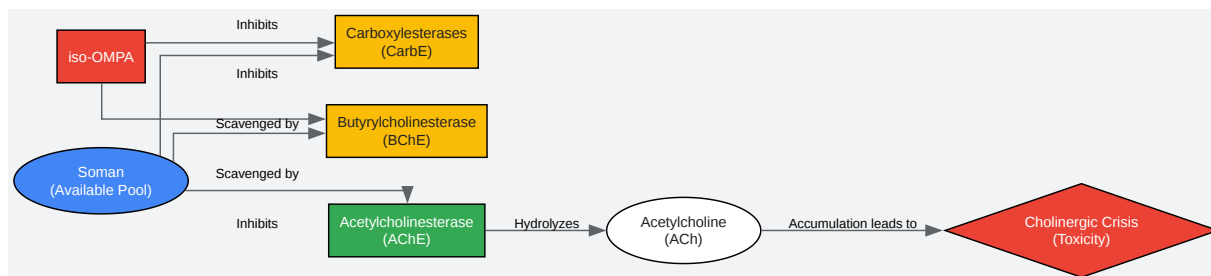 Inhibits
iso-OMPA
Carboxylesterases
(CarbE)
Inhibits
Scavenged by
Butyrylcholinesterase
(BChE)
Soman
(Available Pool)
Scavenged by
Inhibits
Acetylcholinesterase
(AChE)
Hydrolyzes
Acetylcholine
(ACh)
Accumulation leads to
Cholinergic Crisis
(Toxicity)